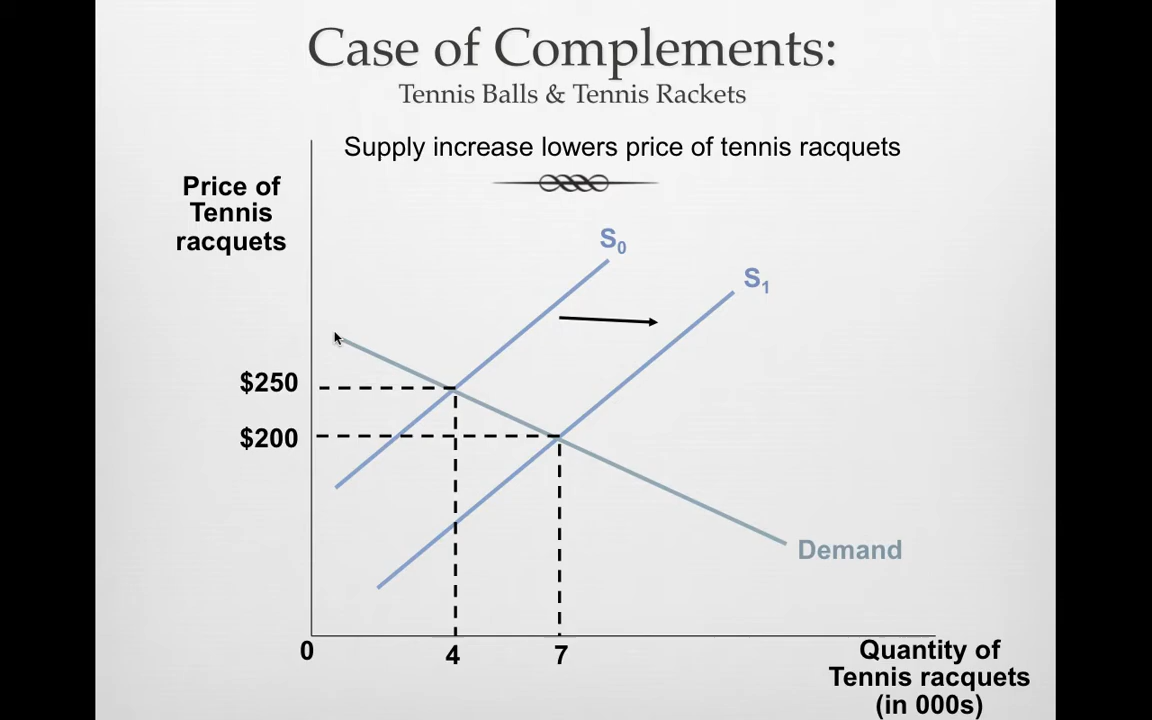 Case of Complements:
Tennis Balls & Tennis Rackets
Supply increase lowers price of tennis racquets
Price of
Tennis
racquets
S0
S1
$250
$200
Demand
0
4
7
Quantity of
Tennis racquets
(in 000s)